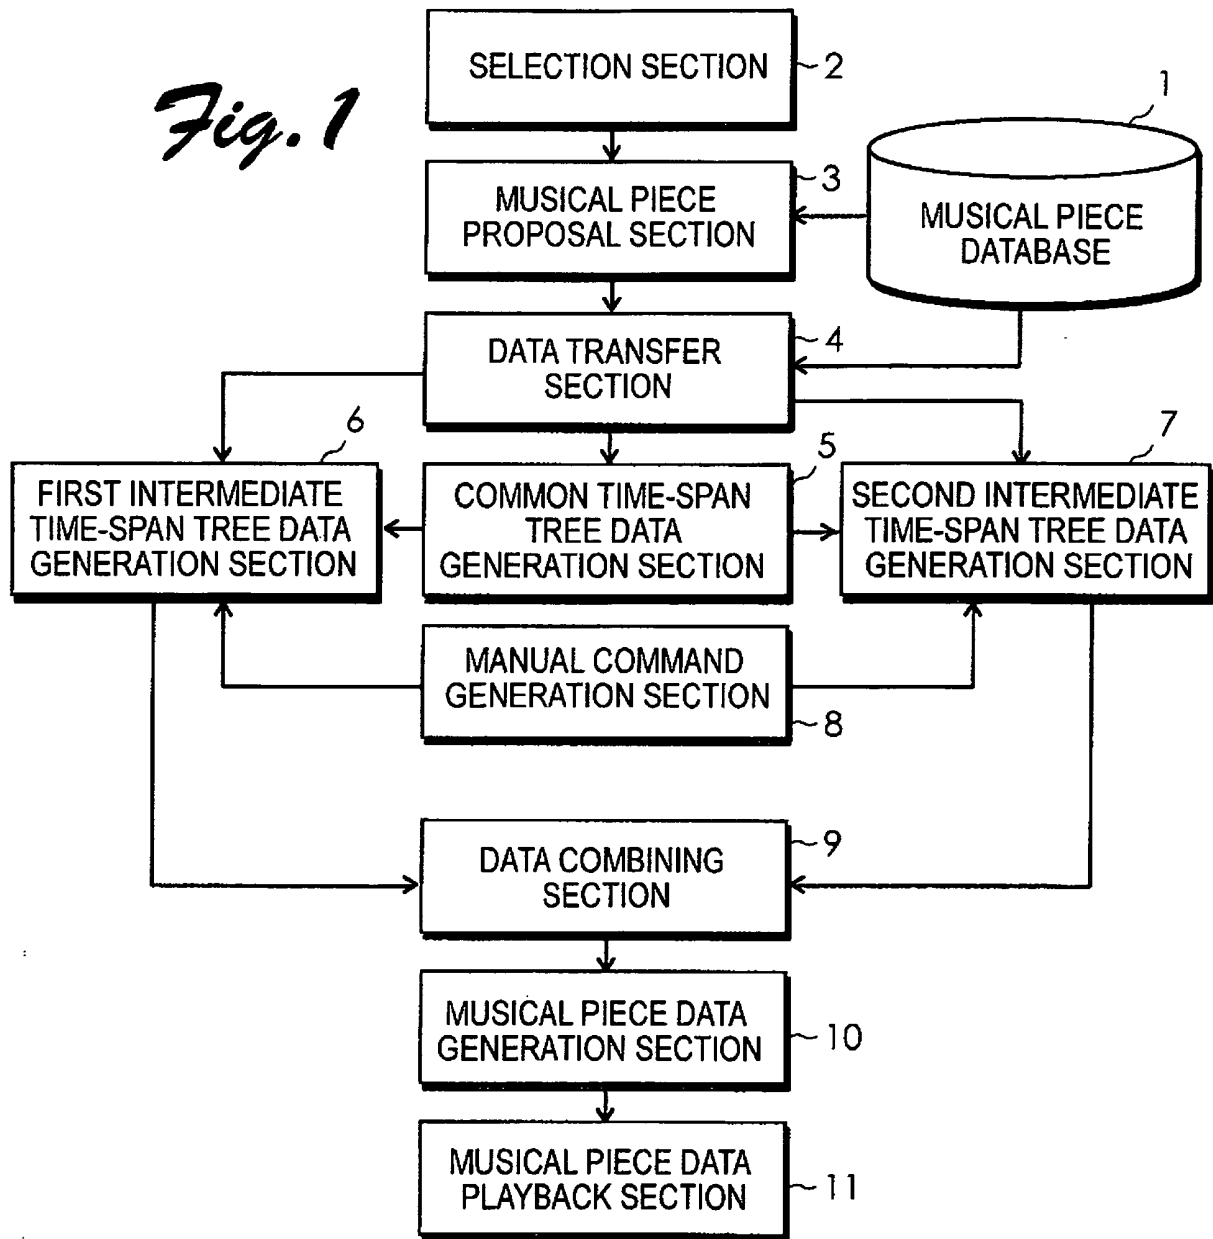 Fig. 1
SELECTION SECTION
2
1
MUSICAL PIECE
PROPOSAL SECTION
3
MUSICAL PIECE
DATABASE
DATA TRANSFER
SECTION
4
6
FIRST INTERMEDIATE
TIME-SPAN TREE DATA
GENERATION SECTION
5
COMMON TIME-SPAN
TREE DATA
GENERATION SECTION
7
SECOND INTERMEDIATE
TIME-SPAN TREE DATA
GENERATION SECTION
MANUAL COMMAND
GENERATION SECTION
8
DATA COMBINING
SECTION
9
MUSICAL PIECE DATA
GENERATION SECTION
10
MUSICAL PIECE DATA
PLAYBACK SECTION
11